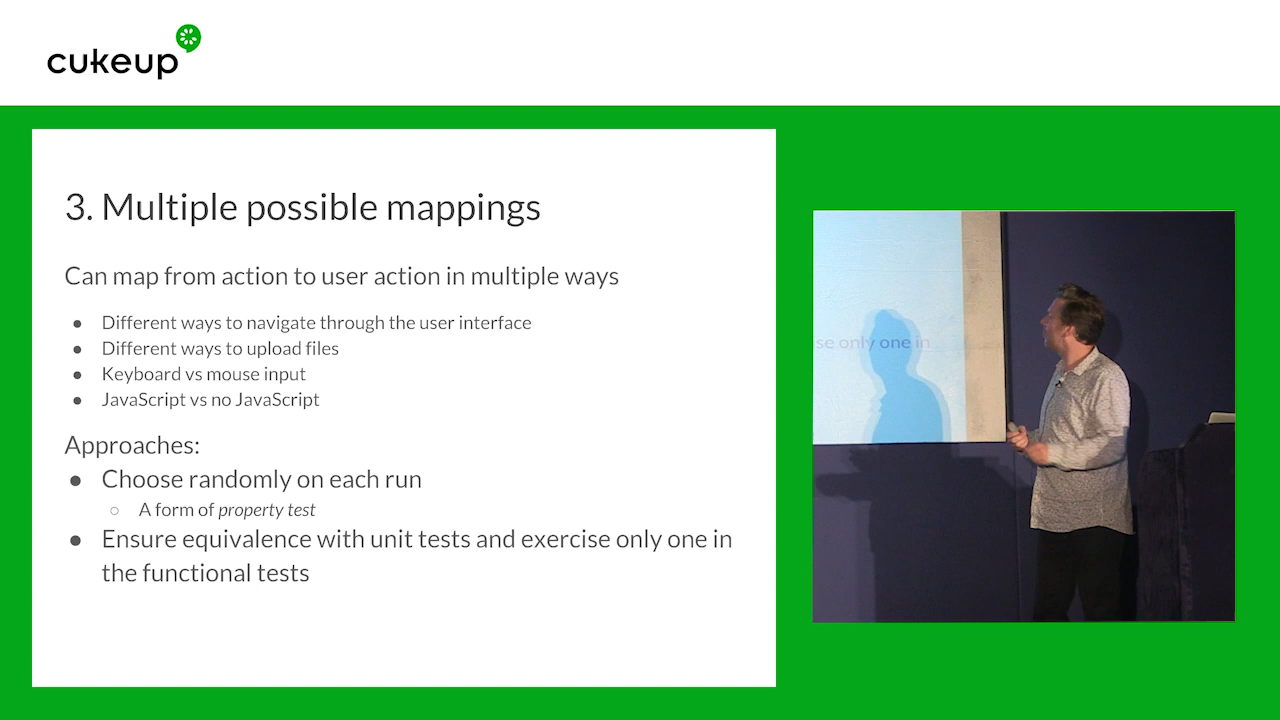 cukeup
3. Multiple possible mappings
Can map from action to user action in multiple ways
● Different ways to navigate through the user interface
● Different ways to upload files
● Keyboard vs mouse input
● JavaScript vs no JavaScript
Approaches:
● Choose randomly on each run
○ A form of property test
● Ensure equivalence with unit tests and exercise only one in
the functional tests
se only one in